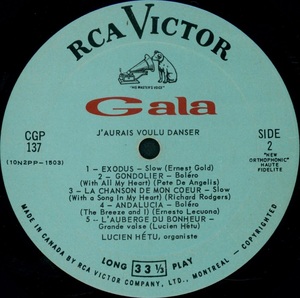 RCA VICTOR
"HIS MASTER'S VOICE"
Gala
J'AURAIS VOULU DANSER
CGP
137
(10N2PP-1503)
SIDE
2
"NEW
ORTHOPHONIC"
HAUTE
FIDELITE
1 — EXODUS — Slow (Ernest Gold)
2 — GONDOLIER — Boléro
(With All my Heart) (Pete De Angelis)
3 — LA CHANSON DE MON COEUR — Slow
(With a Song In my Heart) (Richard Rodgers)
4 — ANDALUCIA — Boléro
(The Breeze and I) (Ernesto Lecuona)
5 — L'AUBERGE DU BONHEUR —
Grande valse (Lucien Hétu)
LUCIEN HÉTU, organiste
LONG 33 1/3 PLAY
MADE IN CANADA BY RCA VICTOR COMPANY, LTD., MONTREAL — COPYRIGHTED